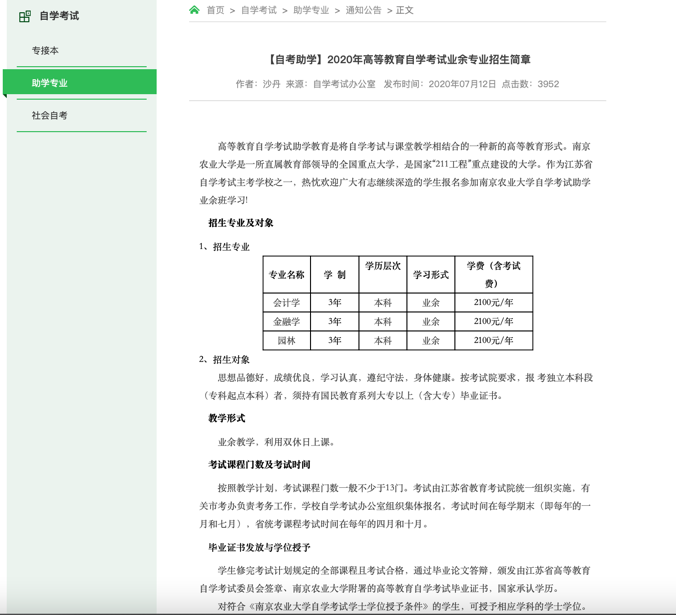 自学考试
专接本
助学专业
社会自考
首页 > 自学考试 > 助学专业 > 通知公告 > 正文
【自考助学】2020年高等教育自学考试业余专业招生简章
作者：沙丹 来源：自学考试办公室 发布时间：2020年07月12日 点击数：3952
高等教育自学考试助学教育是将自学考试与课堂教学相结合的一种新的高等教育形式。南京
农业大学是一所直属教育部领导的全国重点大学，是国家“211工程”重点建设的大学。作为江苏省
自学考试主考学校之一，热忱欢迎广大有志继续深造的学生报名参加南京农业大学自学考试助学
业余班学习!
招生专业及对象
1、招生专业
专业名称 学 制 学历层次 学习形式 学费（含考试
费）
会计学 3年 本科 业余 2100元/年
金融学 3年 本科 业余 2100元/年
园林 3年 本科 业余 2100元/年
2、招生对象
思想品德好，成绩优良，学习认真，遵纪守法，身体健康。按考试院要求，报 考独立本科段
（专科起点本科）者，须持有国民教育系列大专以上（含大专）毕业证书。
教学形式
业余教学，利用双休日上课。
考试课程门数及考试时间
按照教学计划，考试课程门数一般不少于13门。考试由江苏省教育考试院统一组织实施，有
关市考办负责考务工作，学校自学考试办公室组织集体报名，考试时间在每学期末（即每年的一
月和七月），省统考课程考试时间在每年的四月和十月。
毕业证书发放与学位授予
学生修完考试计划规定的全部课程且考试合格，通过毕业论文答辩，颁发由江苏省高等教育
自学考试委员会签章、南京农业大学附署的高等教育自学考试毕业证书，国家承认学历。
对符合《南京农业大学自学考试学士学位授予条件》的学生，可授予相应学科的学士学位。